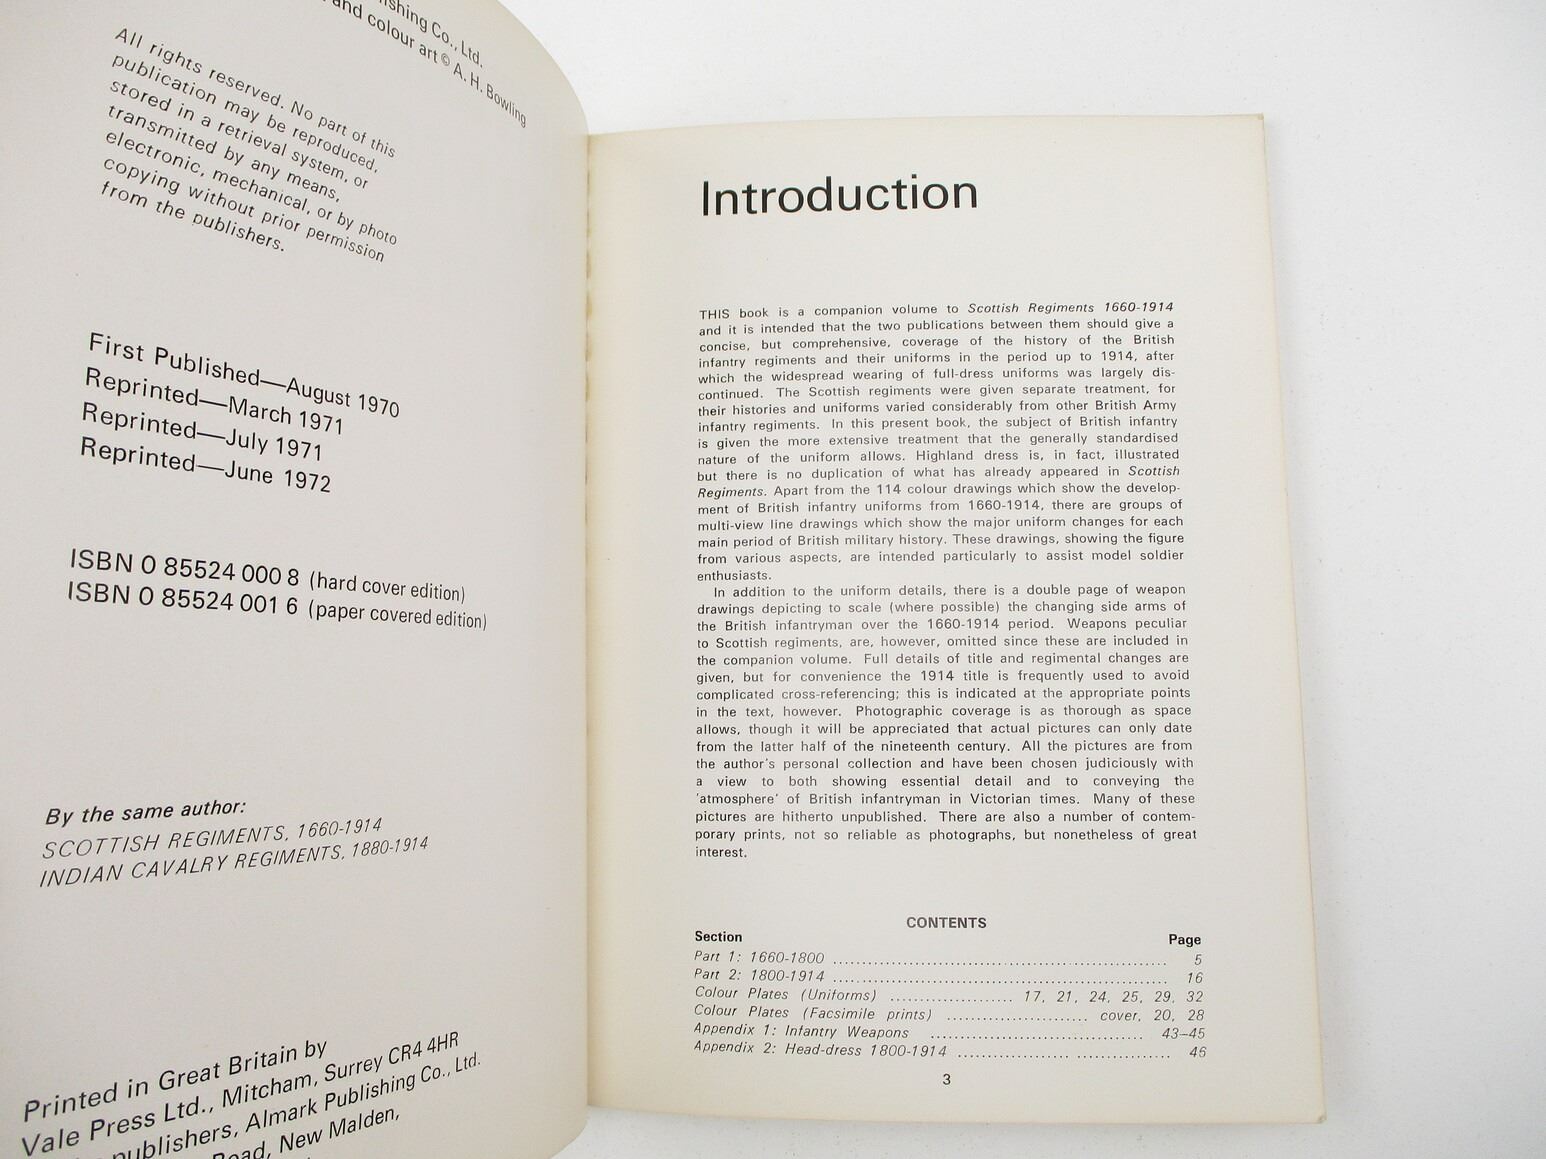 shing Co., Ltd.
and colour art © A. H. Bowling
All rights reserved. No part of this
publication may be reproduced,
stored in a retrieval system, or
transmitted by any means,
electronic, mechanical, or by photo
copying without prior permission
from the publishers.
First Published—August 1970
Reprinted—March 1971
Reprinted—July 1971
Reprinted—June 1972
ISBN 0 85524 000 8 (hard cover edition)
ISBN 0 85524 001 6 (paper covered edition)
By the same author:
SCOTTISH REGIMENTS, 1660-1914
INDIAN CAVALRY REGIMENTS, 1880-1914
Printed in Great Britain by
Vale Press Ltd., Mitcham, Surrey CR4 4HR
publishers, Almark Publishing Co., Ltd.
Road, New Malden,
Introduction
THIS book is a companion volume to Scottish Regiments 1660-1914
and it is intended that the two publications between them should give a
concise, but comprehensive, coverage of the history of the British
infantry regiments and their uniforms in the period up to 1914, after
which the widespread wearing of full-dress uniforms was largely dis-
continued. The Scottish regiments were given separate treatment, for
their histories and uniforms varied considerably from other British Army
infantry regiments. In this present book, the subject of British infantry
is given the more extensive treatment that the generally standardised
nature of the uniform allows. Highland dress is, in fact, illustrated
but there is no duplication of what has already appeared in Scottish
Regiments. Apart from the 114 colour drawings which show the develop-
ment of British infantry uniforms from 1660-1914, there are groups of
multi-view line drawings which show the major uniform changes for each
main period of British military history. These drawings, showing the figure
from various aspects, are intended particularly to assist model soldier
enthusiasts.
In addition to the uniform details, there is a double page of weapon
drawings depicting to scale (where possible) the changing side arms of
the British infantryman over the 1660-1914 period. Weapons peculiar
to Scottish regiments, are, however, omitted since these are included in
the companion volume. Full details of title and regimental changes are
given, but for convenience the 1914 title is frequently used to avoid
complicated cross-referencing; this is indicated at the appropriate points
in the text, however. Photographic coverage is as thorough as space
allows, though it will be appreciated that actual pictures can only date
from the latter half of the nineteenth century. All the pictures are from
the author's personal collection and have been chosen judiciously with
a view to both showing essential detail and to conveying the
'atmosphere' of British infantryman in Victorian times. Many of these
pictures are hitherto unpublished. There are also a number of contem-
porary prints, not so reliable as photographs, but nonetheless of great
interest.
CONTENTS
Section Page
Part 1: 1660-1800 .......... 5
Part 2: 1800-1914 .......... 16
Colour Plates (Uniforms) .......... 17, 21, 24, 25, 29, 32
Colour Plates (Facsimile prints) .......... cover, 20, 28
Appendix 1: Infantry Weapons .......... 43–45
Appendix 2: Head-dress 1800-1914 .......... 46
3